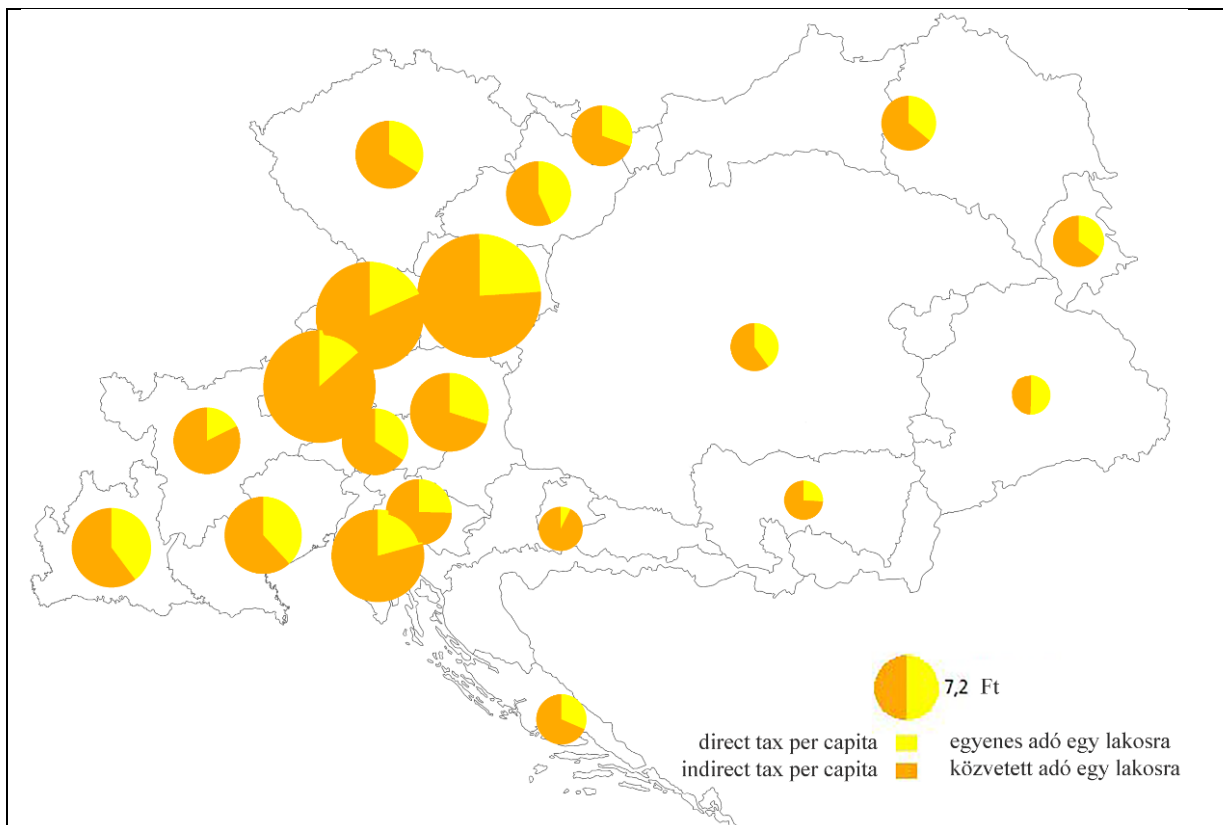 7,2 Ft
direct tax per capita egyenes adó egy lakosra
indirect tax per capita közvetett adó egy lakosra